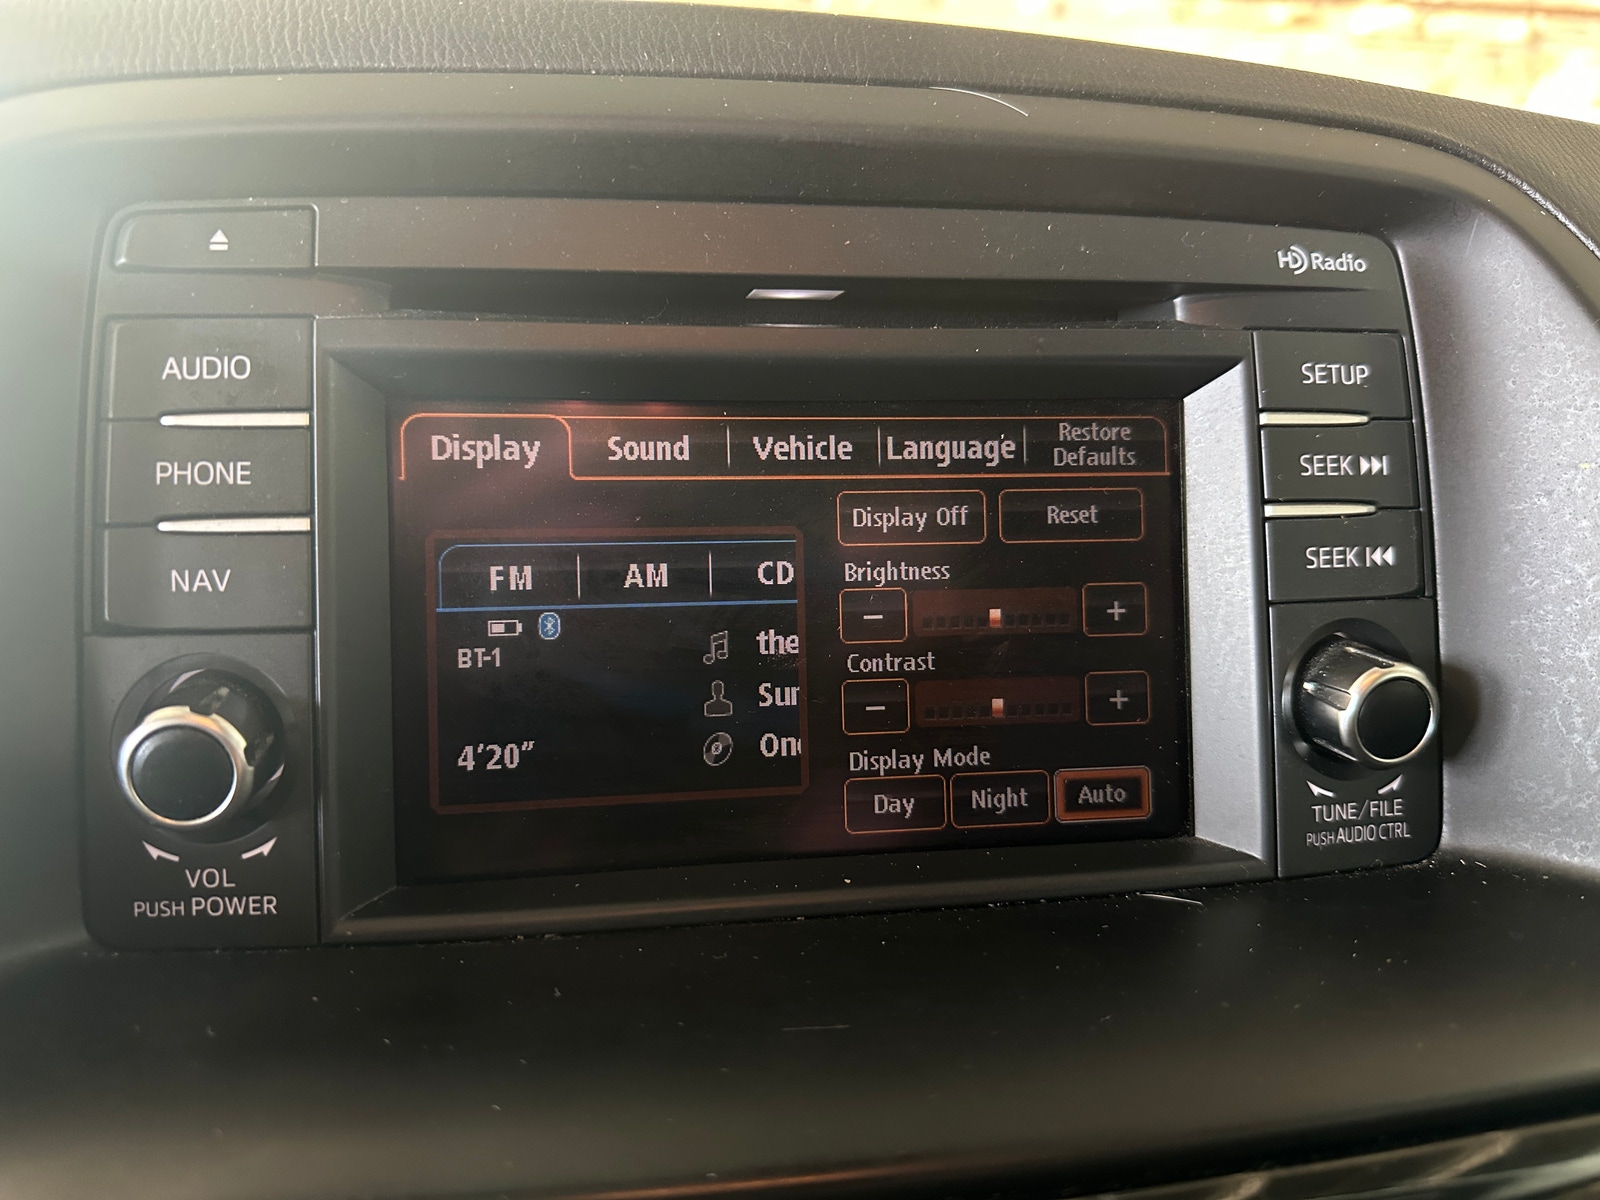 HD Radio
AUDIO
PHONE
NAV
VOL
PUSH POWER
Display
Sound
Vehicle
Language
Restore
Defaults
Display Off
Reset
FM
AM
CD
BT-1
the
Sur
4'20"
On
Brightness
−
+
Contrast
−
+
Display Mode
Day
Night
Auto
SETUP
SEEK
SEEK
TUNE/FILE
PUSH AUDIO CTRL